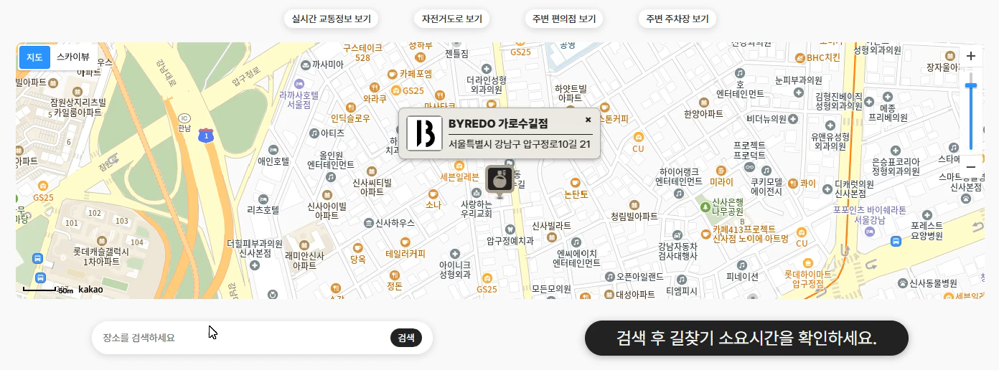 실시간 교통정보 보기
자전거도로 보기
주변 편의점 보기
주변 주차장 보기
지도
스카이뷰
구스테이크
528
젠틀짐
GS25
BHC치킨
성형외과의원
까사미아
카페포엠
더라인성형
외과의원
장자울아
빌라아파트
잠원상지리츠빌
카일룸아파트
강남대로
압구정로
라까사호텔
서울점
와라쿠
GS25
하얏트빌
아파트
호
엔터테인먼트
눈피부과의원
김형진베이직
성형외과의원
메종
프리베의원
인딕슬로우
마사타코
스톤커피
한양아파트
비더뉴의원
IC
한남
1
아티즈
BYREDO 가로수길점
서울특별시 강남구 압구정로10길 21
CU
유앤유성형
외과의원
애인호텔
올인원
엔터테인먼트
프로젝트
프로덕트
은승표코리아
정형외과의원
스타메
잠원
GS25
신사씨티빌
아파트
세븐일레븐
하이어랭크
엔터테인먼트
미라이
쿠키모델
에이전시
콰이
디캐럿의원
신사본점
리츠호텔
신사아이빌
아파트
소나
사랑하는
우리교회
논탄토
청림빌아파트
신사은행
나무공원
포포인츠 바이쉐라톤
서울강남
포레스트
요양병원
102
103
101
104
신사하우스
신사빌라트
B
카페413프로젝트
신사점 노이에 아트멍
CU
롯데캐슬갤럭시
1차아파트
더힐피부과의원
신사본점
래미안신사
아파트
당옥
테일러커피
압구정예치과
엔씨에이치
엔터테인먼트
강남자동차
검사대행사
아이니크
성형외과
정돈
GS25
모든모의원
오픈아일랜드
대성아파트
티엠피시
피네이션
롯데하이마트
압구정점
신사동물병원
세븐일레
60m
kakao
장소를 검색하세요
검색
검색 후 길찾기 소요시간을 확인하세요.